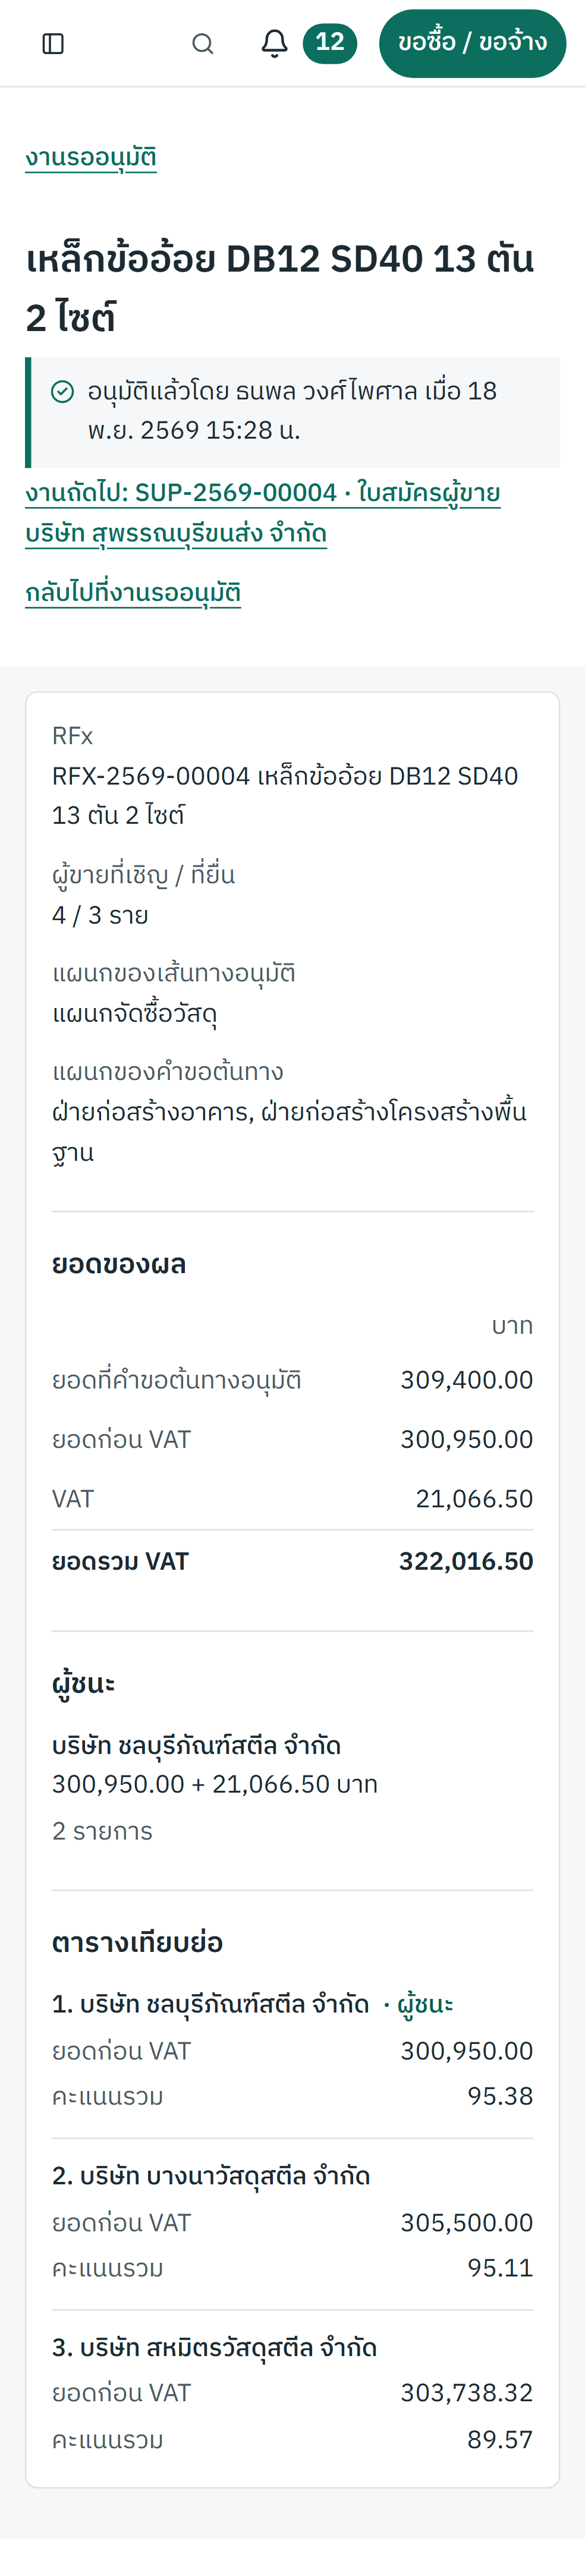 12
ขอซื้อ / ขอจ้าง
งานรออนุมัติ
เหล็กข้ออ้อย DB12 SD40 13 ตัน
2 ไซต์
อนุมัติแล้วโดย ธนพล วงศ์ไพศาล เมื่อ 18
พ.ย. 2569 15:28 น.
งานถัดไป: SUP-2569-00004 · ใบสมัครผู้ขาย
บริษัท สุพรรณบุรีขนส่ง จำกัด
กลับไปที่งานรออนุมัติ
RFx
RFX-2569-00004 เหล็กข้ออ้อย DB12 SD40
13 ตัน 2 ไซต์
ผู้ขายที่เชิญ / ที่ยื่น
4 / 3 ราย
แผนกของเส้นทางอนุมัติ
แผนกจัดซื้อวัสดุ
แผนกของคำขอต้นทาง
ฝ่ายก่อสร้างอาคาร, ฝ่ายก่อสร้างโครงสร้างพื้น
ฐาน
ยอดของผล
บาท
ยอดที่คำขอต้นทางอนุมัติ 309,400.00
ยอดก่อน VAT 300,950.00
VAT 21,066.50
ยอดรวม VAT 322,016.50
ผู้ชนะ
บริษัท ชลบุรีภัณฑ์สตีล จำกัด
300,950.00 + 21,066.50 บาท
2 รายการ
ตารางเทียบย่อ
1. บริษัท ชลบุรีภัณฑ์สตีล จำกัด · ผู้ชนะ
ยอดก่อน VAT 300,950.00
คะแนนรวม 95.38
2. บริษัท บางนาวัสดุสตีล จำกัด
ยอดก่อน VAT 305,500.00
คะแนนรวม 95.11
3. บริษัท สหมิตรวัสดุสตีล จำกัด
ยอดก่อน VAT 303,738.32
คะแนนรวม 89.57